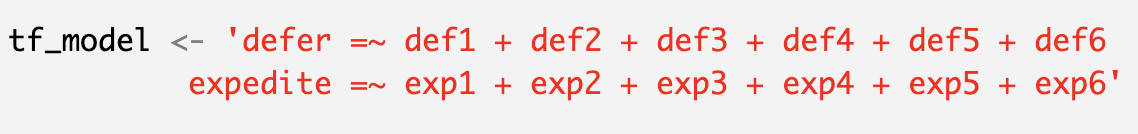 tf_model <- 'defer =~ def1 + def2 + def3 + def4 + def5 + def6
expedite =~ exp1 + exp2 + exp3 + exp4 + exp5 + exp6'